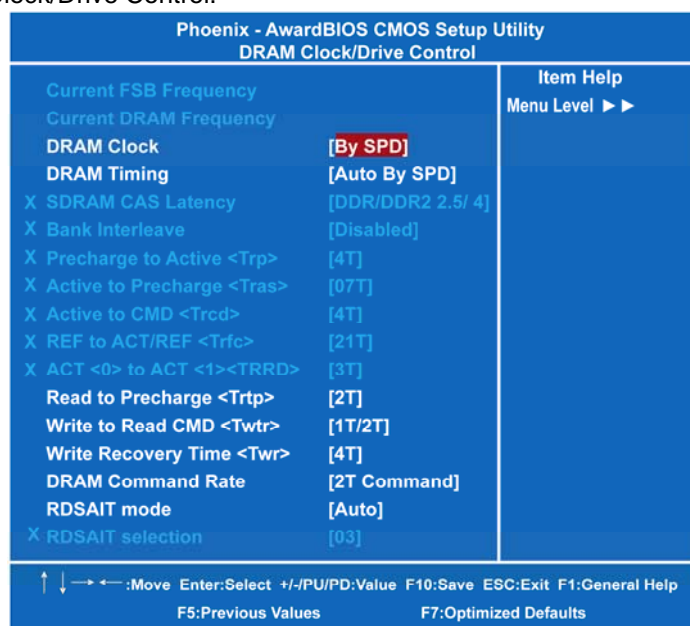 Clock/Drive Control.
Phoenix - AwardBIOS CMOS Setup Utility
DRAM Clock/Drive Control
Current FSB Frequency
Current DRAM Frequency
DRAM Clock [By SPD]
DRAM Timing [Auto By SPD]
X SDRAM CAS Latency [DDR/DDR2 2.5/ 4]
X Bank Interleave [Disabled]
X Precharge to Active <Trp> [4T]
X Active to Precharge <Tras> [07T]
X Active to CMD <Trcd> [4T]
X REF to ACT/REF <Trfc> [21T]
X ACT <0> to ACT <1><TRRD> [3T]
Read to Precharge <Trtp> [2T]
Write to Read CMD <Twtr> [1T/2T]
Write Recovery Time <Twr> [4T]
DRAM Command Rate [2T Command]
RDSAIT mode [Auto]
X RDSAIT selection [03]
Item Help
Menu Level ►►
↑ ↓ → ← :Move Enter:Select +/-/PU/PD:Value F10:Save ESC:Exit F1:General Help
F5:Previous Values F7:Optimized Defaults